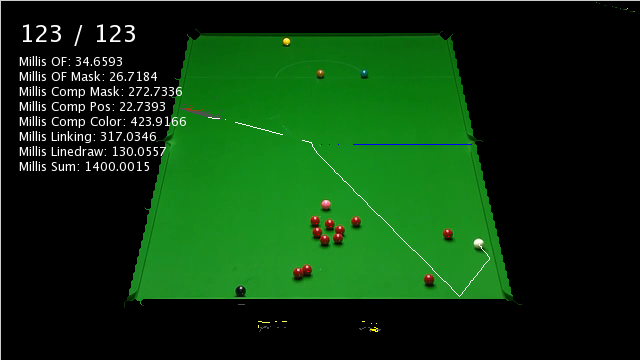 123 / 123
Millis OF: 34.6593
Millis OF Mask: 26.7184
Millis Comp Mask: 272.7336
Millis Comp Pos: 22.7393
Millis Comp Color: 423.9166
Millis Linking: 317.0346
Millis Linedraw: 130.0557
Millis Sum: 1400.0015